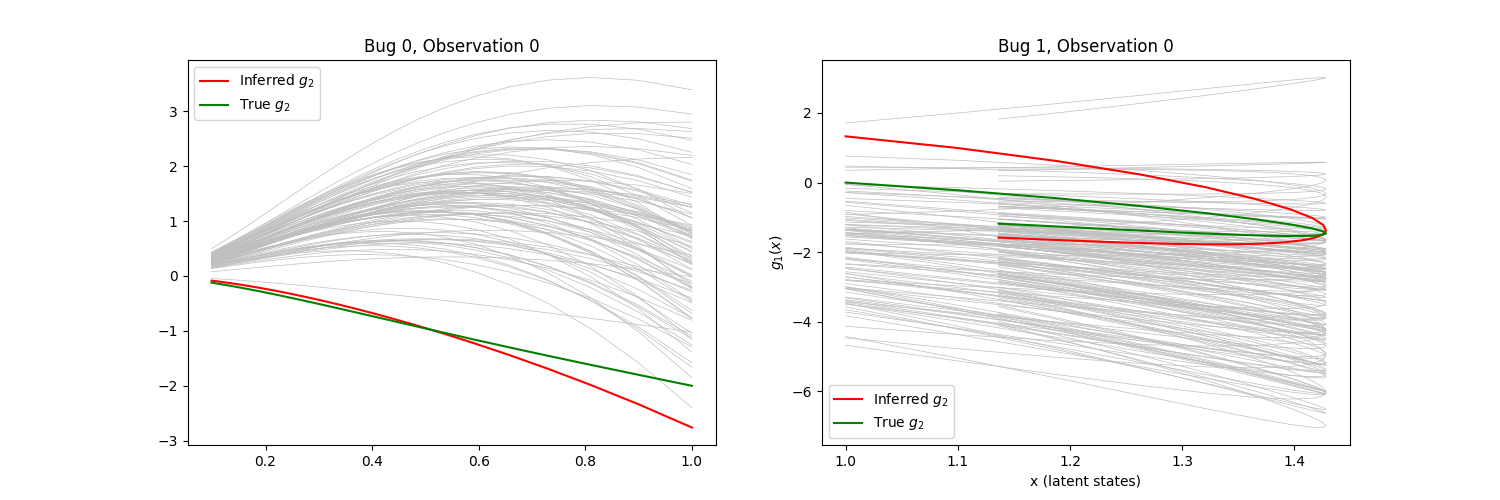 Bug 0, Observation 0
Inferred g₂
True g₂
3
2
1
0
−1
−2
−3
0.2 0.4 0.6 0.8 1.0
Bug 1, Observation 0
g₁(x)
2
0
−2
−4
−6
Inferred g₂
True g₂
1.0 1.1 1.2 1.3 1.4
x (latent states)